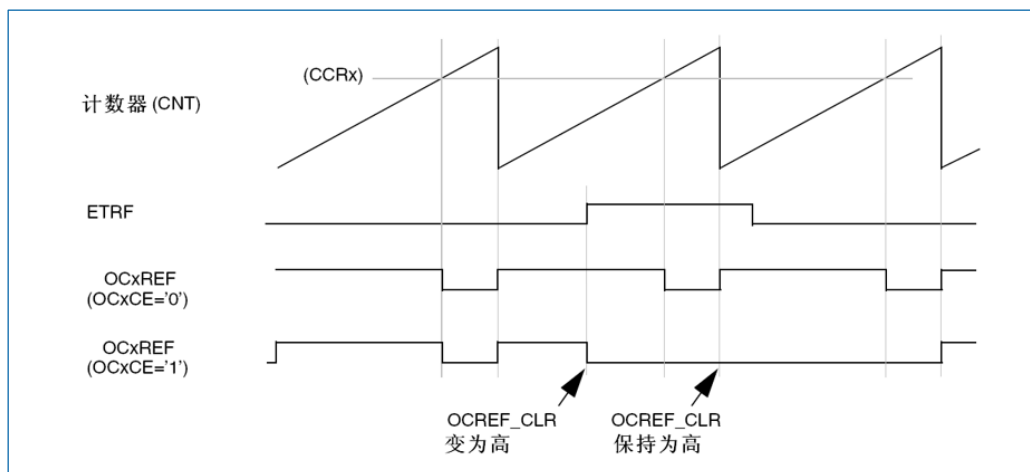 (CCRx)
计数器(CNT)
ETRF
OCxREF
(OCxCE='0')
OCxREF
(OCxCE='1')
OCREF_CLR
变为高
OCREF_CLR
保持为高